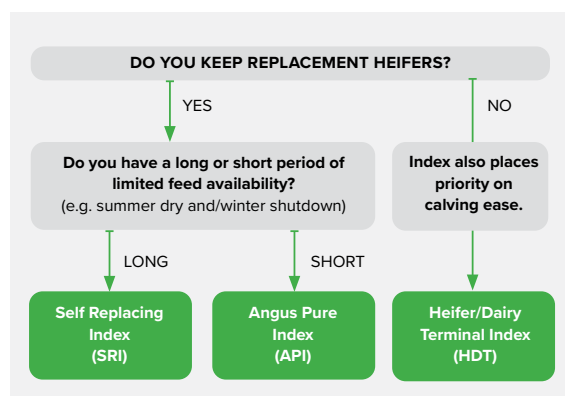 DO YOU KEEP REPLACEMENT HEIFERS?
YES
NO
Do you have a long or short period of
limited feed availability?
(e.g. summer dry and/winter shutdown)
Index also places
priority on
calving ease.
LONG
SHORT
Self Replacing
Index
(SRI)
Angus Pure
Index
(API)
Heifer/Dairy
Terminal Index
(HDT)